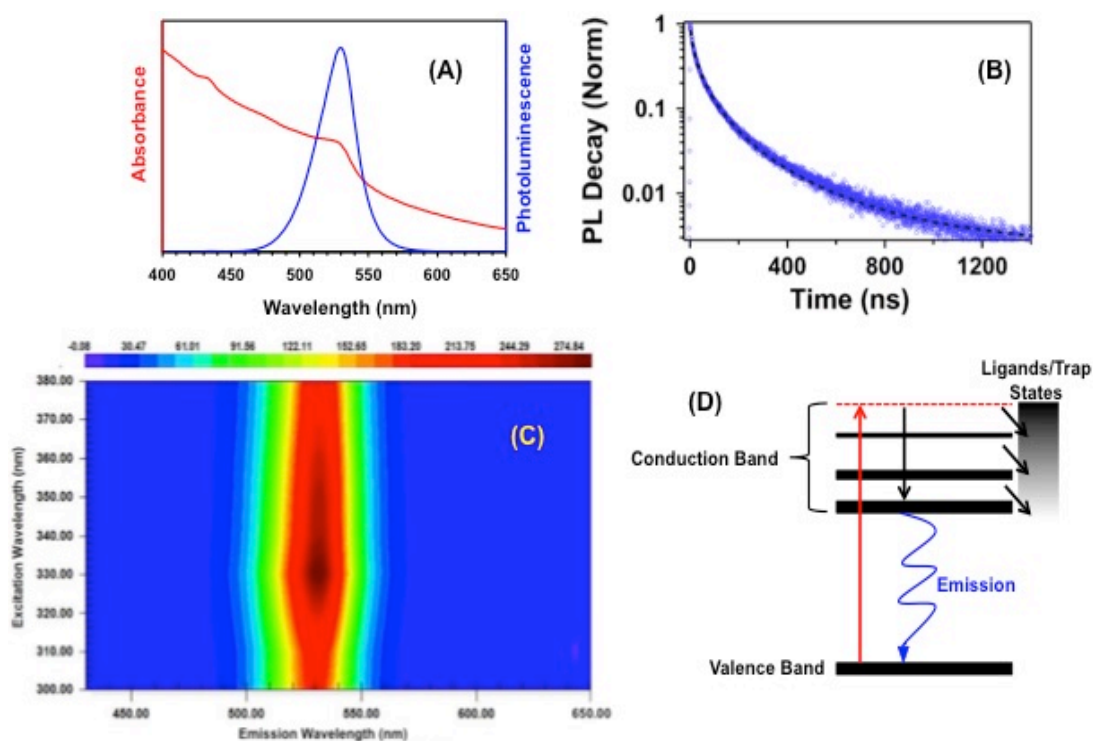 (A)
Absorbance
Photoluminescence
400 450 500 550 600 650
Wavelength (nm)
(B)
PL Decay (Norm)
1
0.1
0.01
0 400 800 1200
Time (ns)
-0.08 30.47 61.01 91.56 122.11 152.65 183.20 213.75 244.29 274.84
(C)
Excitation Wavelength (nm)
380.00
370.00
360.00
350.00
340.00
330.00
320.00
310.00
300.00
450.00 500.00 550.00 600.00 650.00
Emission Wavelength (nm)
(D)
Ligands/Trap
States
Conduction Band
Emission
Valence Band